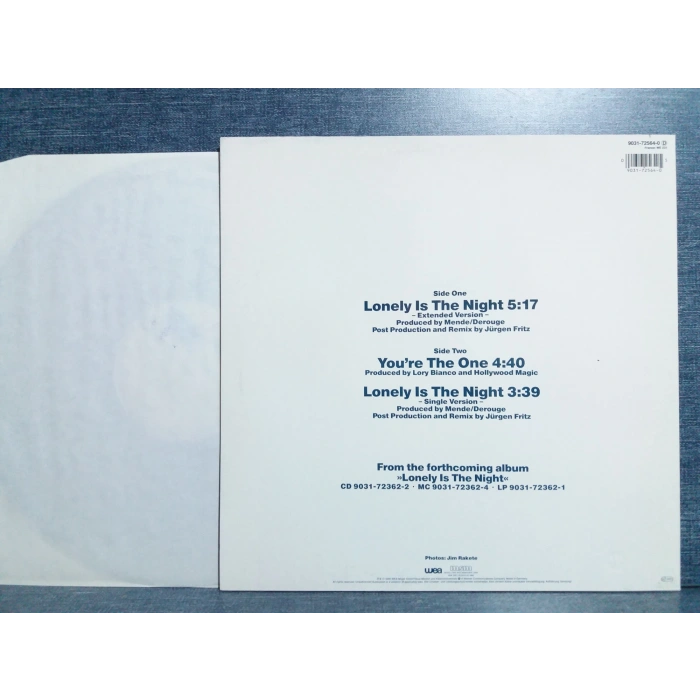 9031-72564-0 D
9031-72564-0
Side One
Lonely Is The Night 5:17
– Extended Version –
Produced by Mende/Derouge
Post Production and Remix by Jürgen Fritz
Side Two
You're The One 4:40
Produced by Lory Bianco and Hollywood Magic
Lonely Is The Night 3:39
– Single Version –
Produced by Mende/Derouge
Post Production and Remix by Jürgen Fritz
From the forthcoming album
»Lonely Is The Night«
CD 9031-72362-2 · MC 9031-72362-4 · LP 9031-72362-1
Photos: Jim Rakete
wea